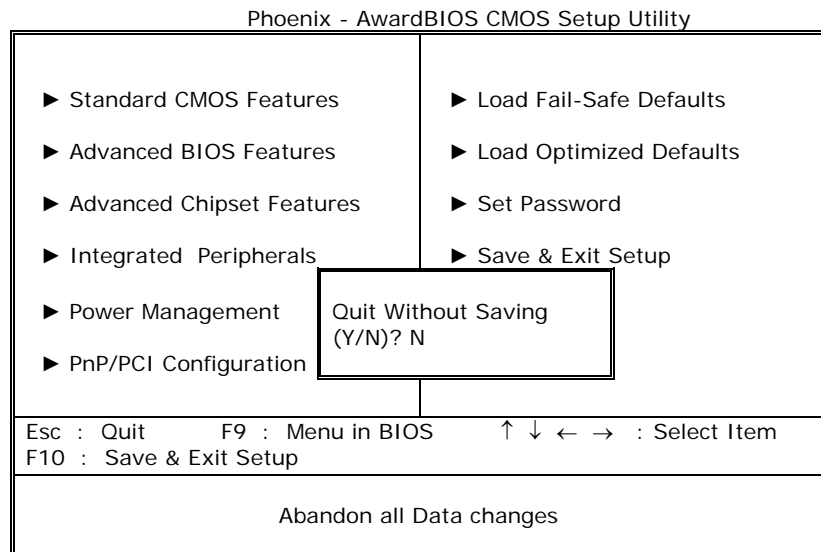 Phoenix - AwardBIOS CMOS Setup Utility
► Standard CMOS Features
► Advanced BIOS Features
► Advanced Chipset Features
► Integrated Peripherals
► Power Management
► PnP/PCI Configuration
► Load Fail-Safe Defaults
► Load Optimized Defaults
► Set Password
► Save & Exit Setup
Quit Without Saving
(Y/N)? N
Esc : Quit F9 : Menu in BIOS ↑ ↓ ← → : Select Item
F10 : Save & Exit Setup
Abandon all Data changes